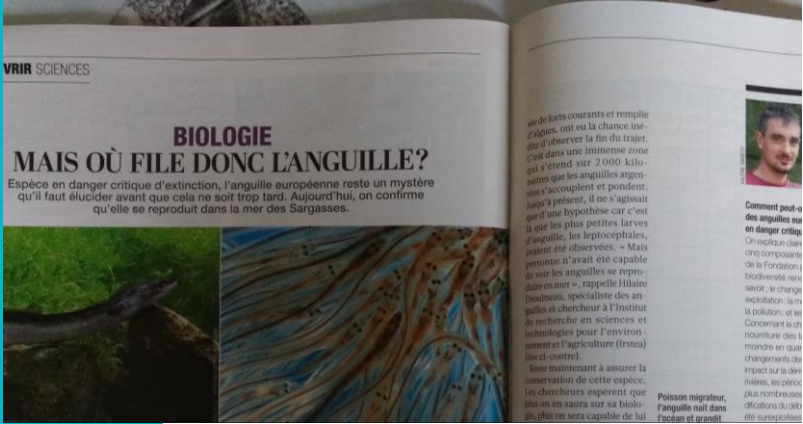 VRIR SCIENCES
BIOLOGIE
MAIS OÙ FILE DONC L'ANGUILLE?
Espèce en danger critique d'extinction, l'anguille européenne reste un mystère
qu'il faut élucider avant que cela ne soit trop tard. Aujourd'hui, on confirme
qu'elle se reproduit dans la mer des Sargasses.
de forts courants et remplie
d'algues, ont eu la chance iné-
dite d'observer la fin du trajet.
C'est dans une immense zone
qui s'étend sur 2 000 kilo-
mètres que les anguilles argen-
tées s'accouplent et pondent.
Jusqu'à présent, il ne s'agissait
que d'une hypothèse car c'est
là que les plus petites larves
d'anguille, les leptocéphales,
avaient été observées. « Mais
personne n'avait été capable
de voir les anguilles se repro-
duire en mer », rappelle Hilaire
Drouineau, spécialiste des an-
guilles et chercheur à l'Institut
de recherche en sciences et
technologies pour l'environ-
nement et l'agriculture (Irstea)
(lire ci-contre).
Reste maintenant à assurer la
conservation de cette espèce.
Les chercheurs espèrent que
plus on en saura sur sa biolo-
gie, plus on sera capable de lui
Poisson migrateur,
l'anguille naît dans
l'océan et grandit
Comment peut-o
des anguilles eur
en danger critiqu
On explique claire
cinq composante
de la Fondation p
biodiversité renc
savoir : le change
exploitation ; la m
la pollution ; et les
Concernant le ch
nourriture des l
moindre en quan
changements des
impact sur la dériv
rivières, les périod
plus nombreuses
difications du débi
été surexploitées